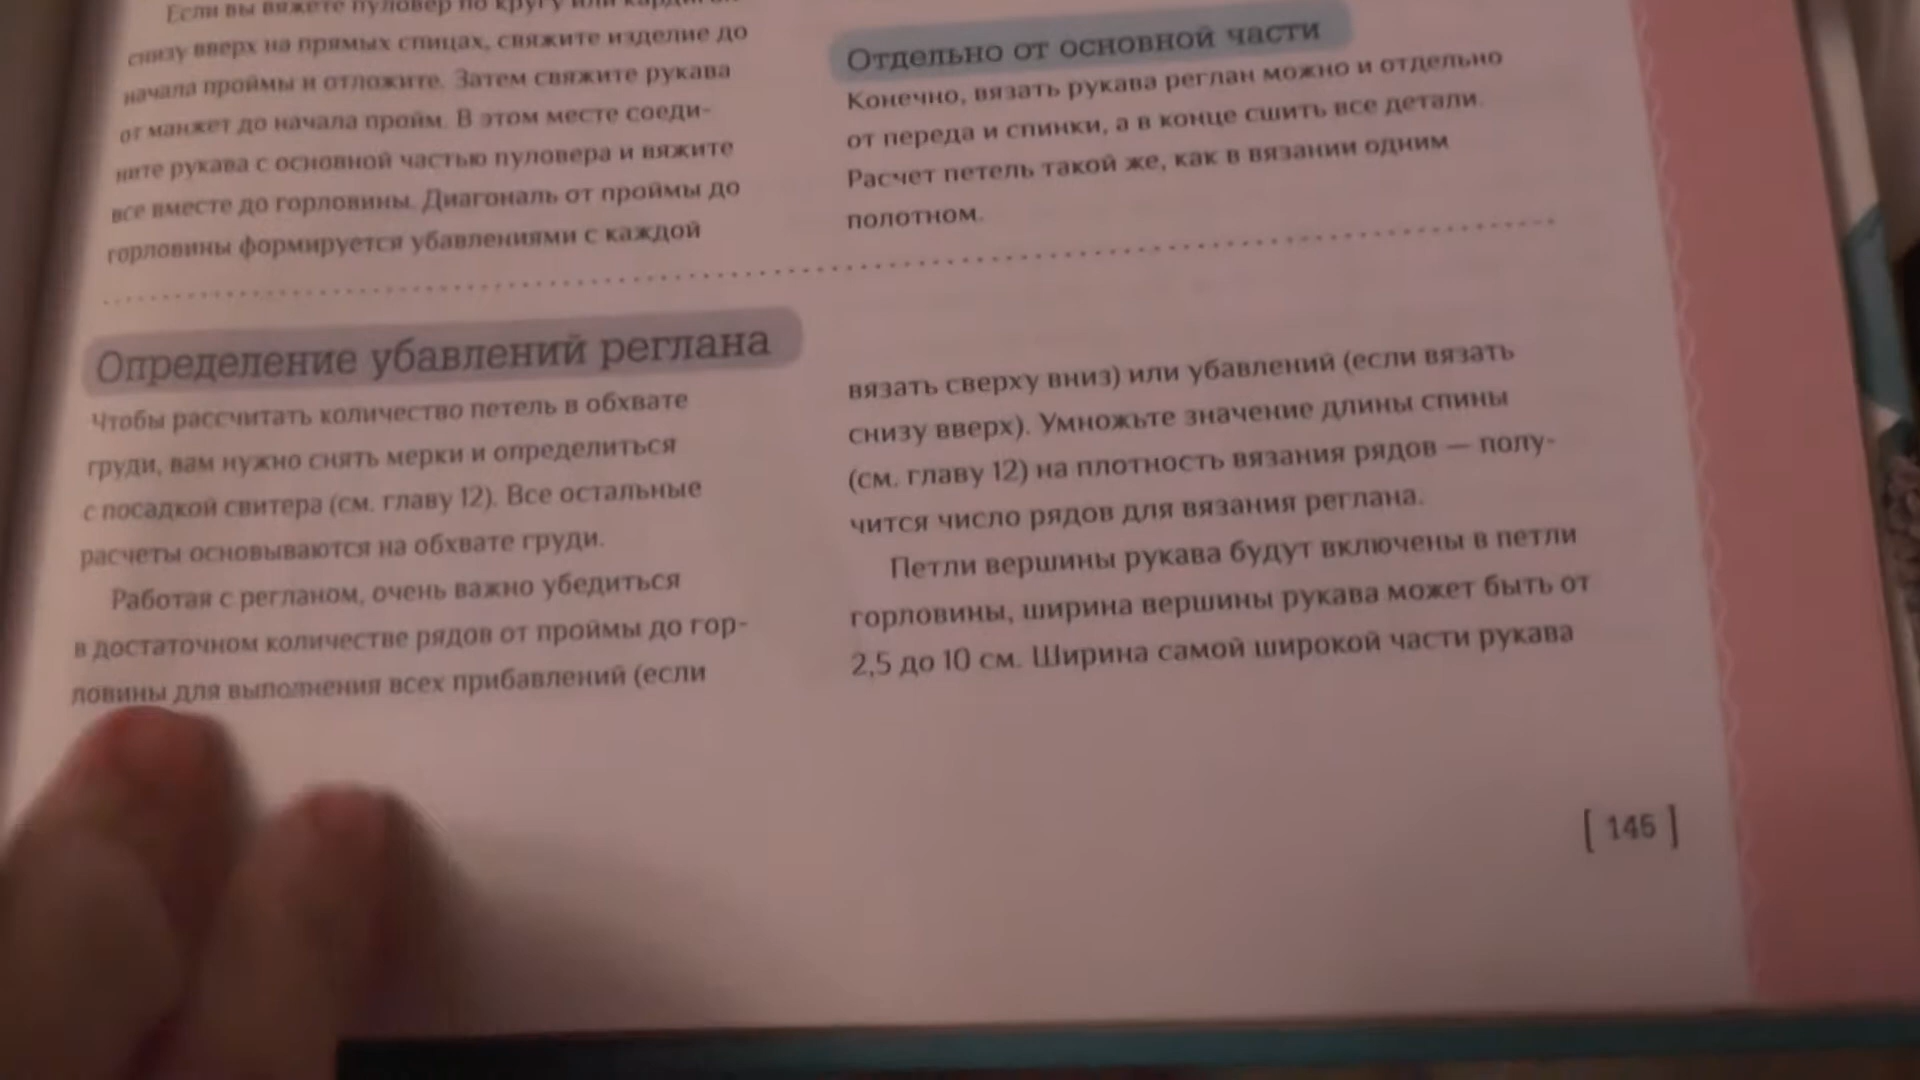 Если вы вяжете пуловер по кругу или
снизу вверх на прямых спицах, свяжите изделие до
начала проймы и отложите. Затем свяжите рукава
от манжет до начала пройм. В этом месте соеди-
ните рукава с основной частью пуловера и вяжите
все вместе до горловины. Диагональ от проймы до
горловины формируется убавлениями с каждой
Отдельно от основной части
Конечно, вязать рукава реглан можно и отдельно
от переда и спинки, а в конце сшить все детали.
Расчет петель такой же, как в вязании одним
полотном.
Определение убавлений реглана
Чтобы рассчитать количество петель в обхвате
груди, вам нужно снять мерки и определиться
с посадкой свитера (см. главу 12). Все остальные
расчеты основываются на обхвате груди.
Работая с регланом, очень важно убедиться
в достаточном количестве рядов от проймы до гор-
ловины для выполнения всех прибавлений (если
вязать сверху вниз) или убавлений (если вязать
снизу вверх). Умножьте значение длины спины
(см. главу 12) на плотность вязания рядов — полу-
чится число рядов для вязания реглана.
Петли вершины рукава будут включены в петли
горловины, ширина вершины рукава может быть от
2,5 до 10 см. Ширина самой широкой части рукава
[ 145 ]